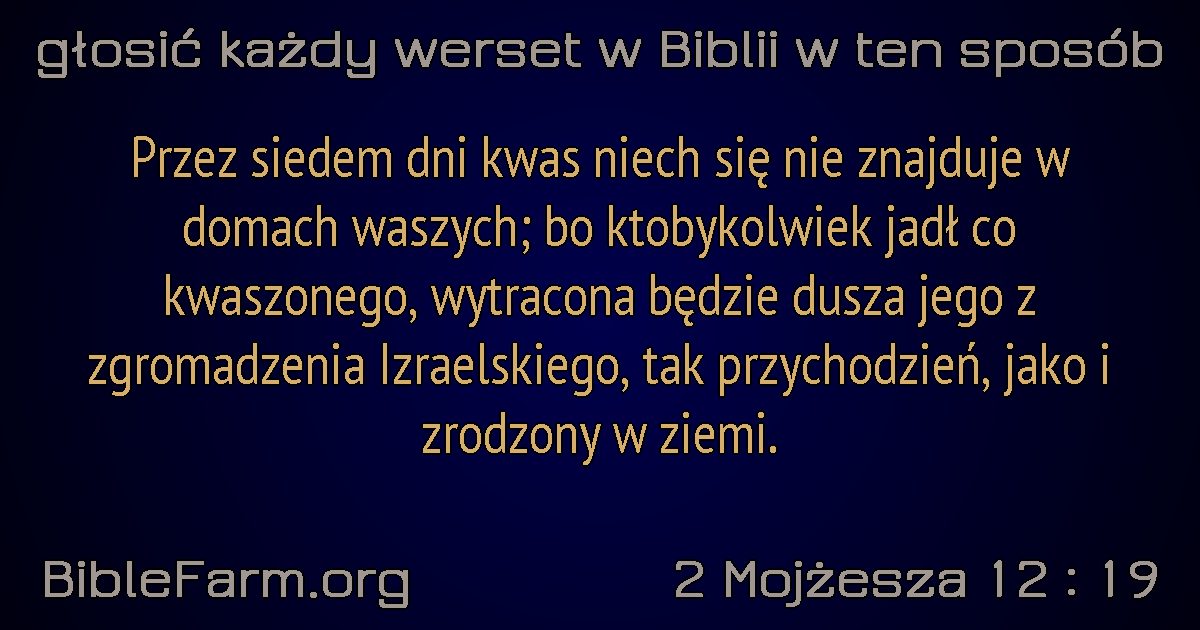 głosić każdy werset w Biblii w ten sposób
Przez siedem dni kwas niech się nie znajduje w
domach waszych; bo ktobykolwiek jadł co
kwaszonego, wytracona będzie dusza jego z
zgromadzenia Izraelskiego, tak przychodzień, jako i
zrodzony w ziemi.
BibleFarm.org
2 Mojżesza 12 : 19